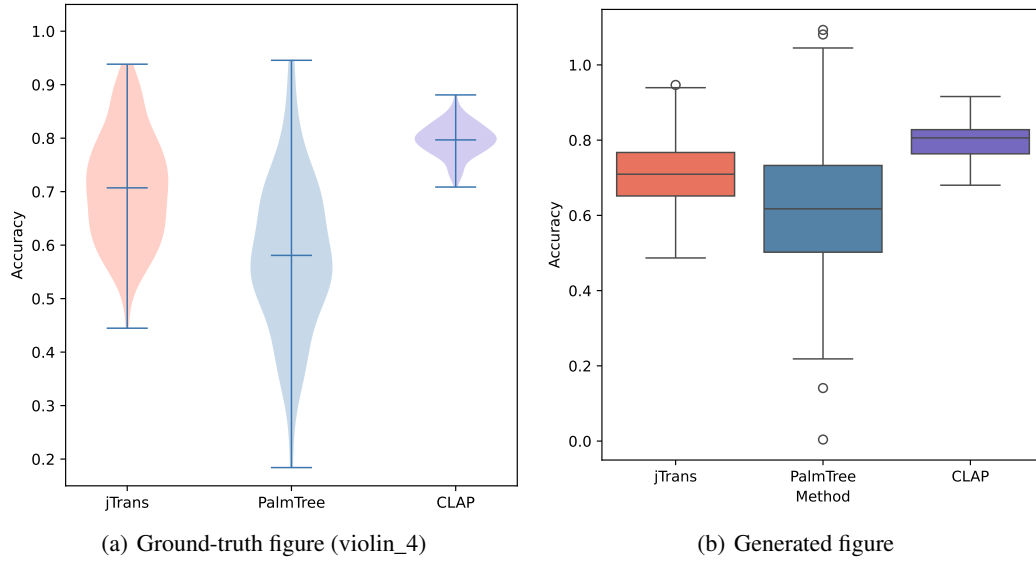 1.0
0.9
0.8
0.7
0.6
0.5
0.4
0.3
0.2
Accuracy
jTrans PalmTree CLAP
(a) Ground-truth figure (violin_4)
1.0
0.8
0.6
0.4
0.2
0.0
Accuracy
jTrans PalmTree CLAP
Method
(b) Generated figure